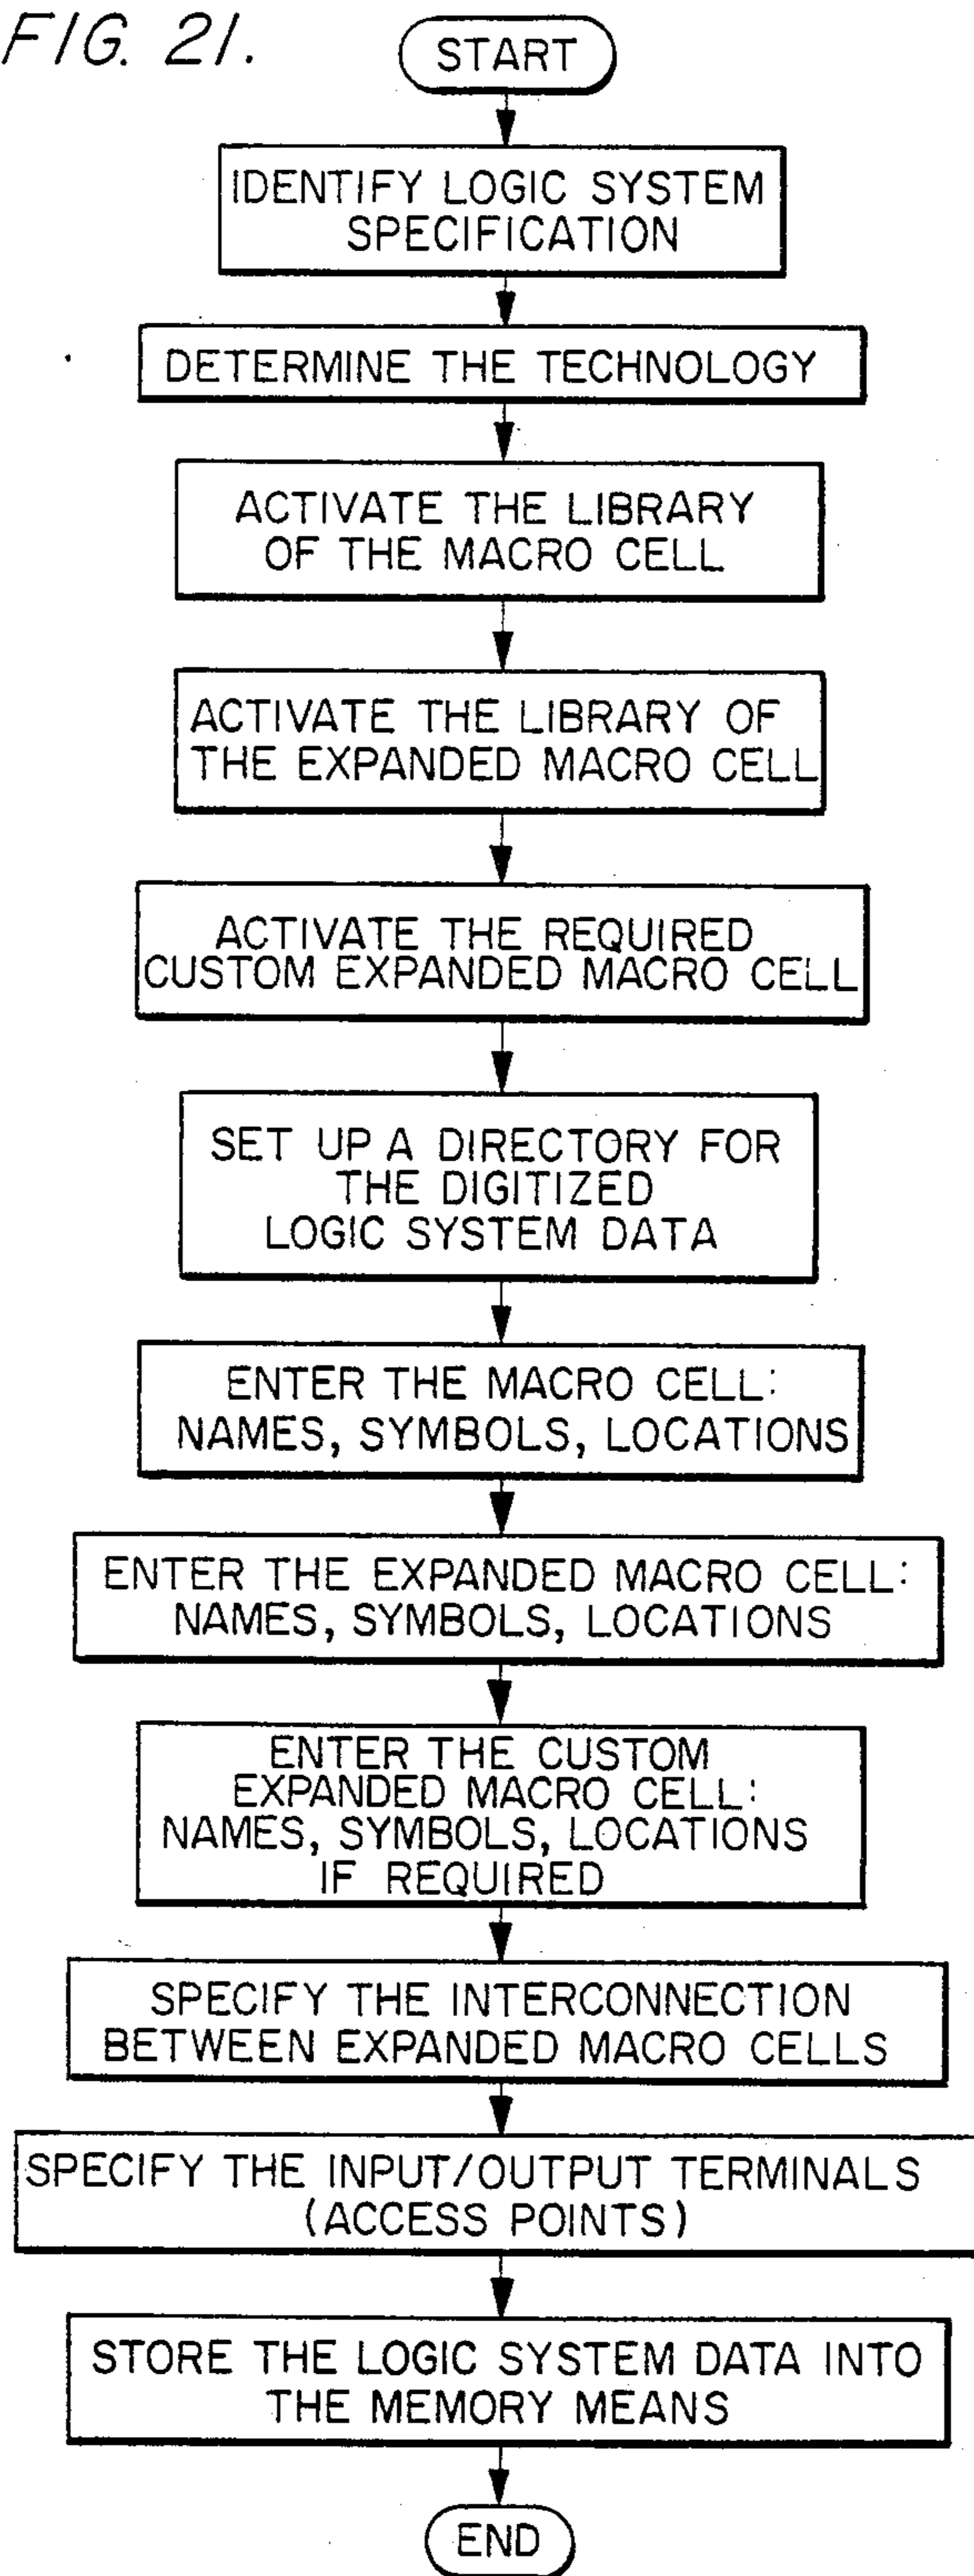 FIG. 21.
START
IDENTIFY LOGIC SYSTEM
SPECIFICATION
DETERMINE THE TECHNOLOGY
ACTIVATE THE LIBRARY
OF THE MACRO CELL
ACTIVATE THE LIBRARY OF
THE EXPANDED MACRO CELL
ACTIVATE THE REQUIRED
CUSTOM EXPANDED MACRO CELL
SET UP A DIRECTORY FOR
THE DIGITIZED
LOGIC SYSTEM DATA
ENTER THE MACRO CELL:
NAMES, SYMBOLS, LOCATIONS
ENTER THE EXPANDED MACRO CELL:
NAMES, SYMBOLS, LOCATIONS
ENTER THE CUSTOM
EXPANDED MACRO CELL:
NAMES, SYMBOLS, LOCATIONS
IF REQUIRED
SPECIFY THE INTERCONNECTION
BETWEEN EXPANDED MACRO CELLS
SPECIFY THE INPUT/OUTPUT TERMINALS
(ACCESS POINTS)
STORE THE LOGIC SYSTEM DATA INTO
THE MEMORY MEANS
END